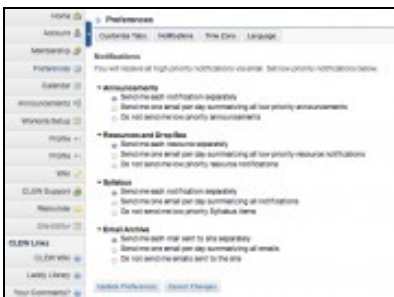 Home
Account
Membership
Preferences
Calendar
Announcements
Worksite Setup
Profile
Profile
Wiki
CLEW Support
Resources
Site Editor
CLEW Links
CLEW Wiki
Leddy Library
Your Comments?
Preferences
Customize Tabs Notifications Time Zone Language
Notifications
You will receive all high priority notifications via email. Set low priority notifications below.
Announcements
Send me each notification separately
Send me one email per day summarizing all low priority announcements
Do not send me low priority announcements
Resources and Drop Box
Send me each resource separately
Send me one email per day summarizing all low priority resource notifications
Do not send me low priority resource notifications
Syllabus
Send me each notification separately
Send me one email per day summarizing all notifications
Do not send me low priority Syllabus items
Email Archive
Send me each mail sent to site separately
Send me one email per day summarizing all emails
Do not send me emails sent to the site
Update Preferences Cancel Changes